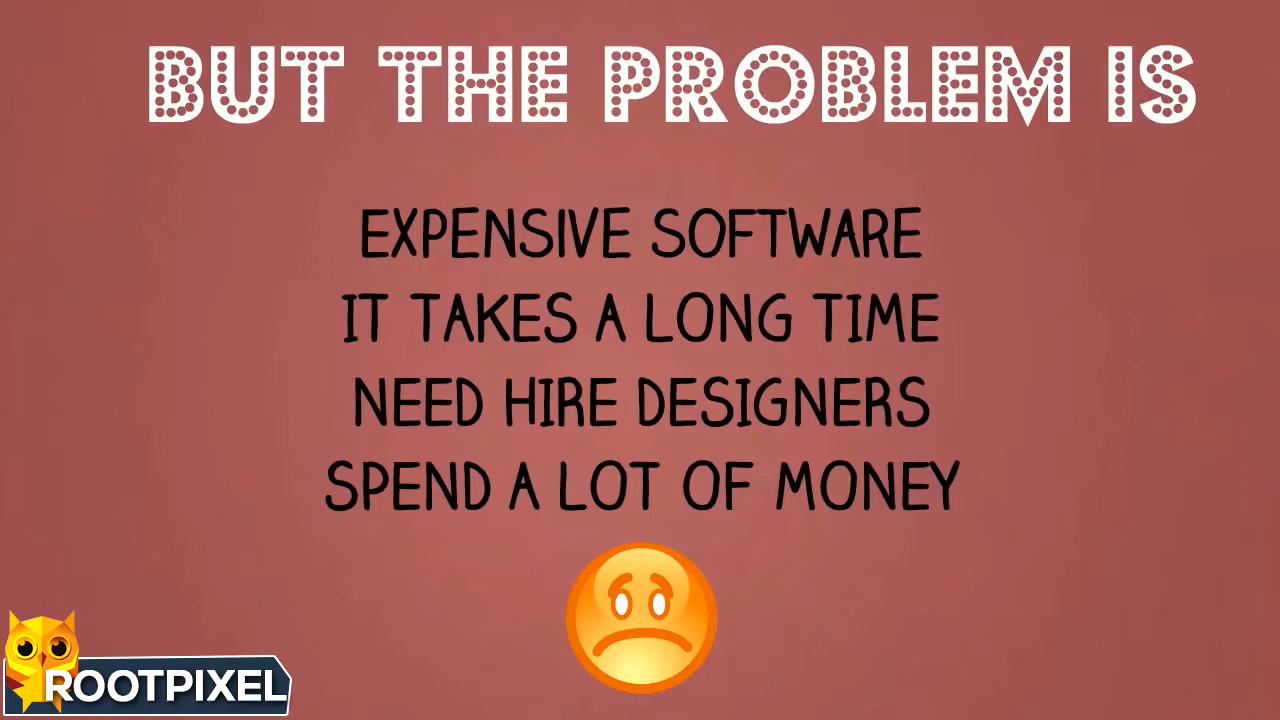 BUT THE PROBLEM IS
EXPENSIVE SOFTWARE
IT TAKES A LONG TIME
NEED HIRE DESIGNERS
SPEND A LOT OF MONEY
ROOTPIXEL